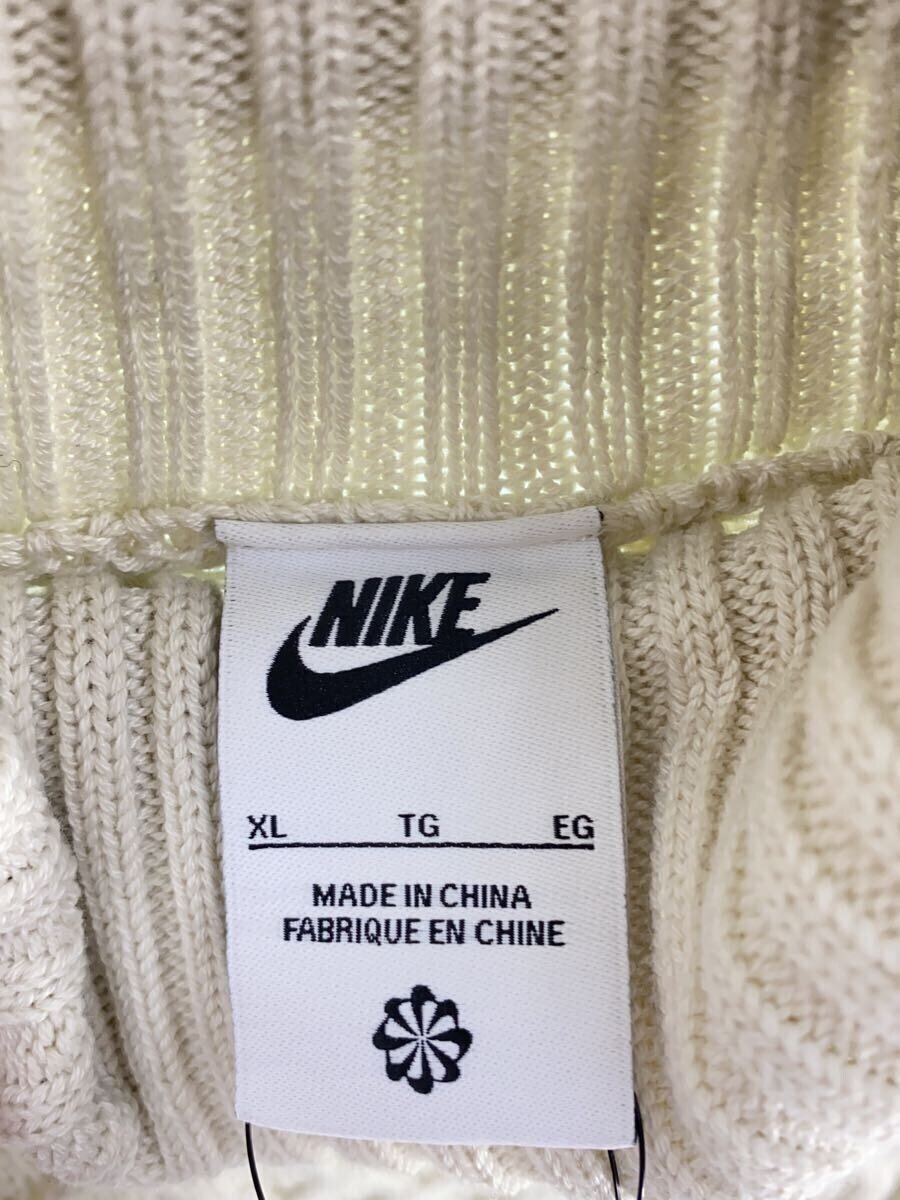 NIKE
XL TG EG
MADE IN CHINA
FABRIQUE EN CHINE